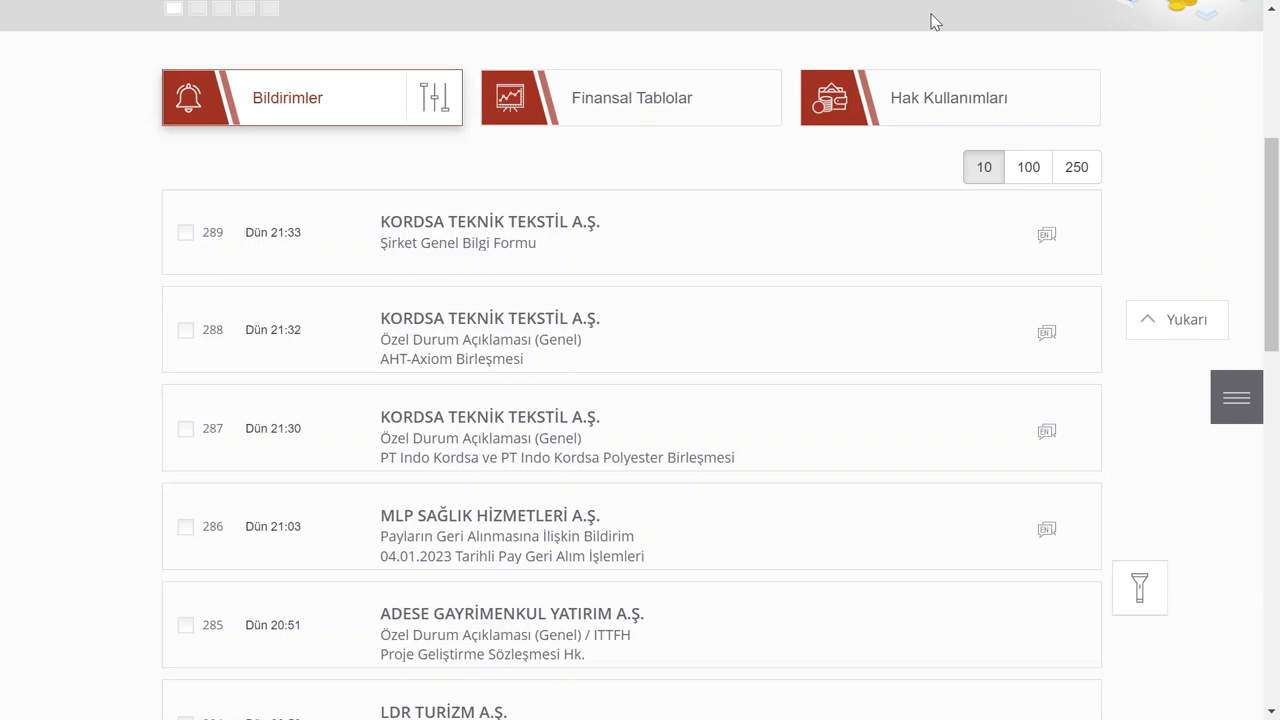 Bildirimler
Finansal Tablolar
Hak Kullanımları
10 100 250
289 Dün 21:33 KORDSA TEKNİK TEKSTİL A.Ş.
Şirket Genel Bilgi Formu
EN
288 Dün 21:32 KORDSA TEKNİK TEKSTİL A.Ş.
Özel Durum Açıklaması (Genel)
AHT-Axiom Birleşmesi
EN
Yukarı
287 Dün 21:30 KORDSA TEKNİK TEKSTİL A.Ş.
Özel Durum Açıklaması (Genel)
PT Indo Kordsa ve PT Indo Kordsa Polyester Birleşmesi
EN
286 Dün 21:03 MLP SAĞLIK HİZMETLERİ A.Ş.
Payların Geri Alınmasına İlişkin Bildirim
04.01.2023 Tarihli Pay Geri Alım İşlemleri
EN
285 Dün 20:51 ADESE GAYRİMENKUL YATIRIM A.Ş.
Özel Durum Açıklaması (Genel) / ITTFH
Proje Geliştirme Sözleşmesi Hk.
LDR TURİZM A.Ş.